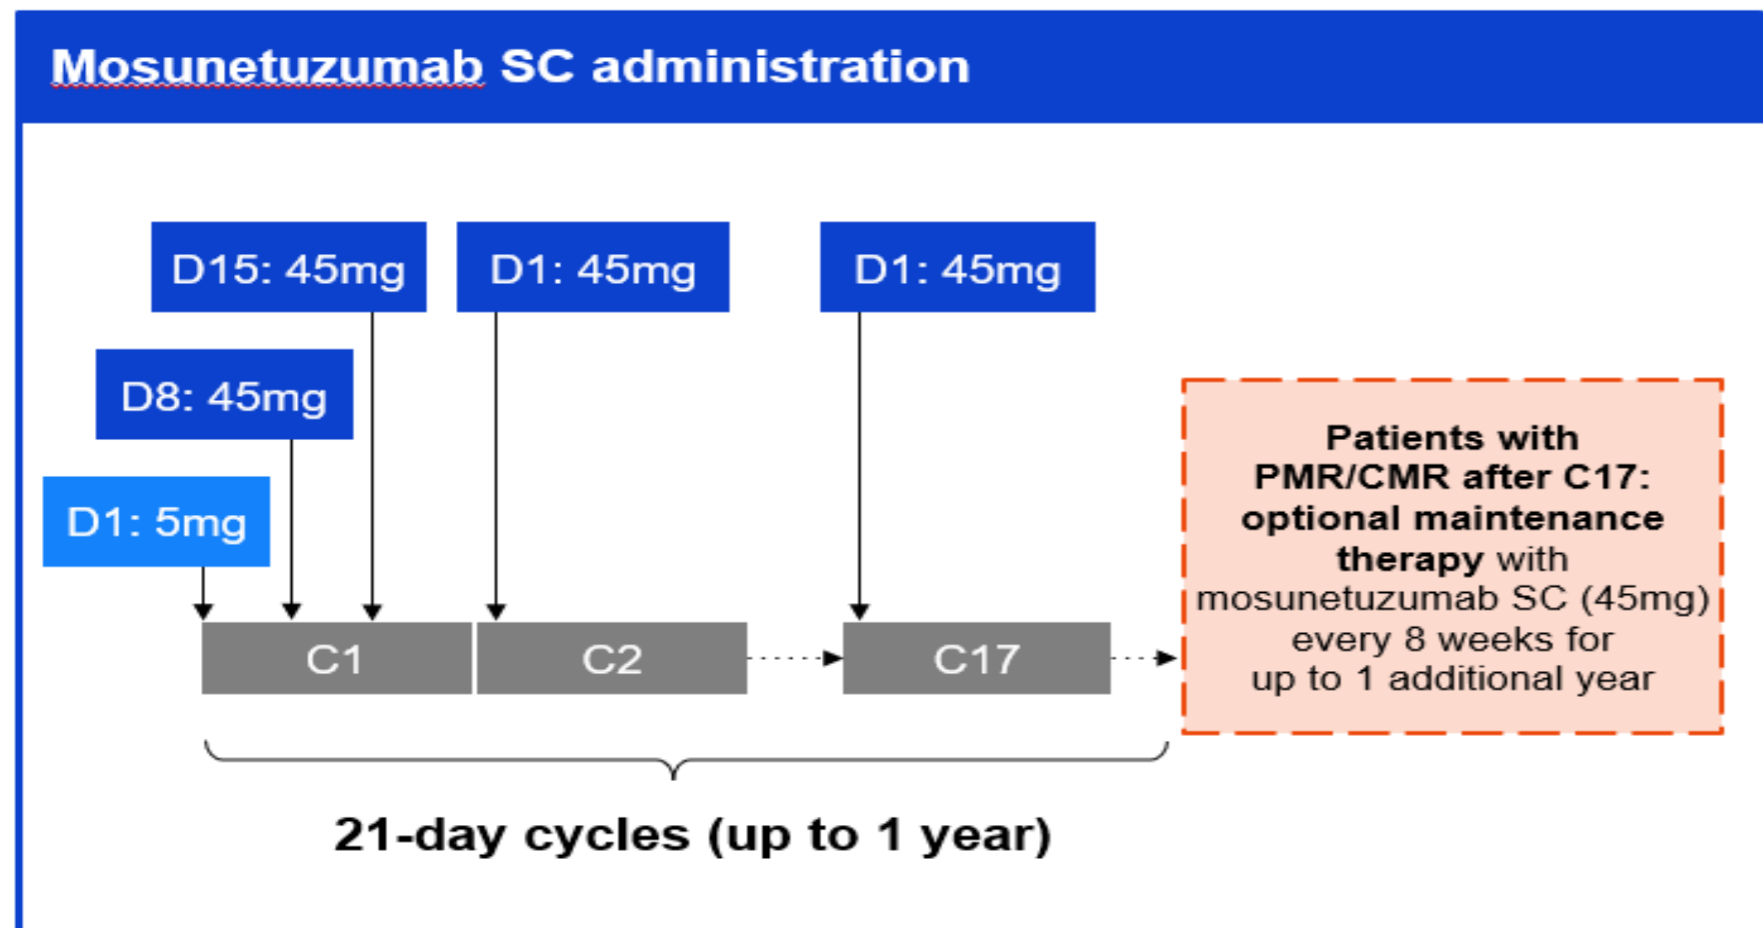 Mosunetuzumab SC administration
D15: 45mg
D1: 45mg
D1: 45mg
D8: 45mg
D1: 5mg
C1
C2
C17
Patients with
PMR/CMR after C17:
optional maintenance
therapy with
mosunetuzumab SC (45mg)
every 8 weeks for
up to 1 additional year
21-day cycles (up to 1 year)